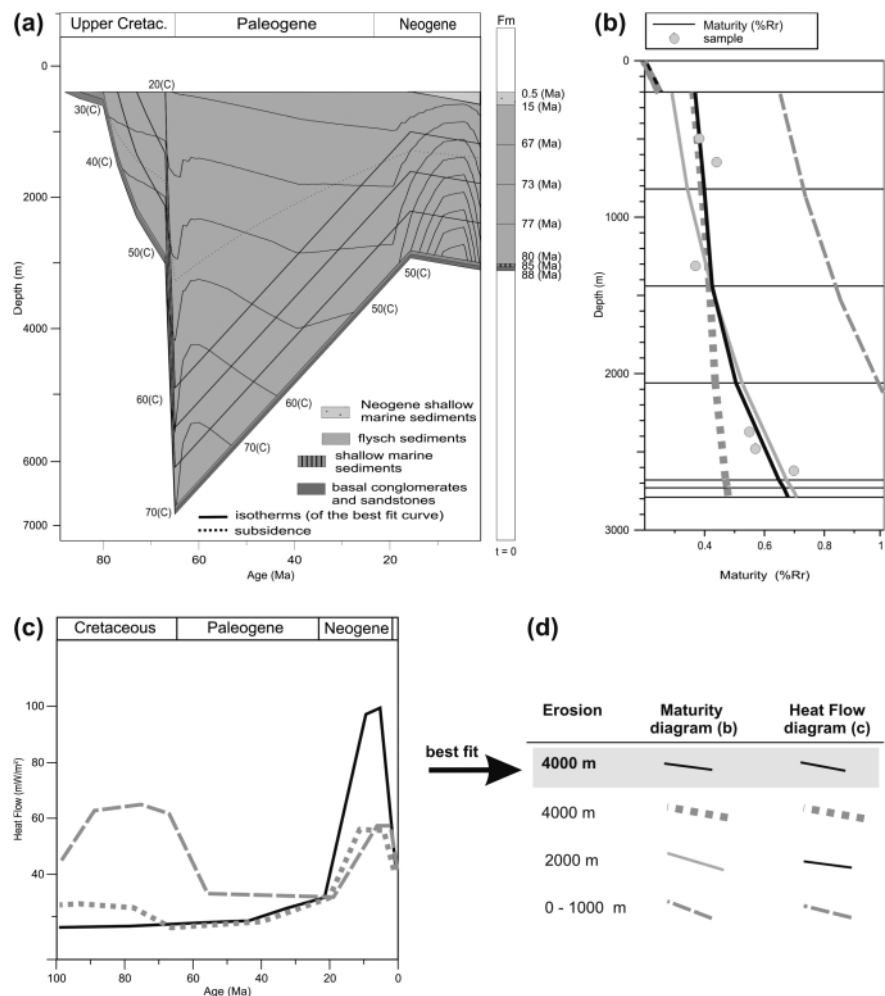 (a)
Upper Cretac.
Paleogene
Neogene
Fm
0
2000
4000
6000
7000
Depth (m)
20(C)
30(C)
40(C)
50(C)
60(C)
70(C)
50(C)
50(C)
60(C)
70(C)
Neogene shallow
marine sediments
flysch sediments
shallow marine
sediments
basal conglomerates
and sandstones
isotherms (of the best fit curve)
subsidence
80
60
40
20
Age (Ma)
0.5 (Ma)
15 (Ma)
67 (Ma)
73 (Ma)
77 (Ma)
80 (Ma)
85 (Ma)
88 (Ma)
t = 0
(b)
Maturity (%Rr)
sample
0
1000
2000
3000
Depth (m)
0.4
0.6
0.8
1
Maturity (%Rr)
(c)
Cretaceous
Paleogene
Neogene
100
80
60
40
Heat Flow (mW/m²)
100
80
60
40
20
0
Age (Ma)
best fit
(d)
Erosion
Maturity
diagram (b)
Heat Flow
diagram (c)
4000 m
4000 m
2000 m
0 - 1000 m